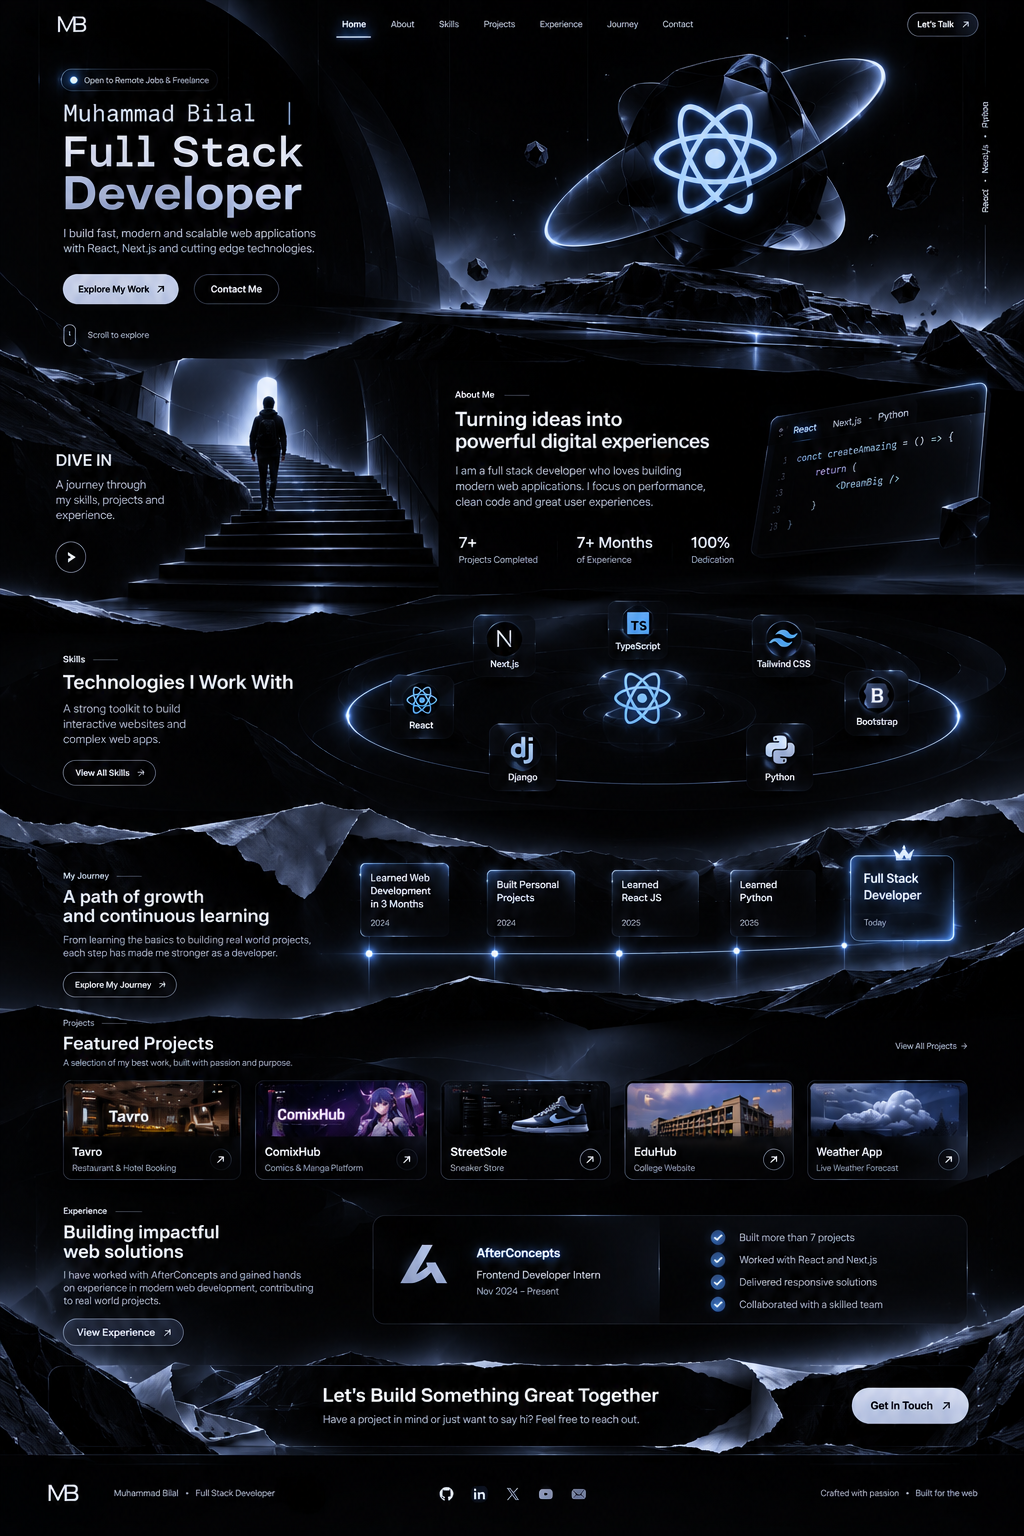 MB
Home
About
Skills
Projects
Experience
Journey
Contact
Let's Talk
Open to Remote Jobs & Freelance
Muhammad Bilal
Full Stack
Developer
I build fast, modern and scalable web applications
with React, Next.js and cutting edge technologies.
Explore My Work
Contact Me
Scroll to explore
React
DIVE IN
A journey through
my skills, projects and
experience.
About Me
Turning ideas into
powerful digital experiences
I am a full stack developer who loves building
modern web applications. I focus on performance,
clean code and great user experiences.
7+
Projects Completed
7+ Months
of Experience
100%
Dedication
React Next.js - Python
conct createAmazing = () => {
return (
<DreamBig />
}
}
Skills
Technologies I Work With
A strong toolkit to build
interactive websites and
complex web apps.
View All Skills
Next.js
TS
TypeScript
Tailwind CSS
React
B
Bootstrap
dj
Django
Python
My Journey
A path of growth
and continuous learning
From learning the basics to building real world projects,
each step has made me stronger as a developer.
Explore My Journey
Learned Web
Development
in 3 Months
2024
Built Personal
Projects
2024
Learned
React JS
2025
Learned
Python
2025
Full Stack
Developer
Today
Projects
Featured Projects
A selection of my best work, built with passion and purpose.
View All Projects
Tavro
Tavro
Restaurant & Hotel Booking
ComixHub
ComixHub
Comics & Manga Platform
StreetSole
Sneaker Store
EduHub
College Website
Weather App
Live Weather Forecast
Experience
Building impactful
web solutions
I have worked with AfterConcepts and gained hands
on experience in modern web development, contributing
to real world projects.
View Experience
AfterConcepts
Frontend Developer Intern
Nov 2024 – Present
Built more than 7 projects
Worked with React and Next.js
Delivered responsive solutions
Collaborated with a skilled team
Let's Build Something Great Together
Have a project in mind or just want to say hi? Feel free to reach out.
Get In Touch
MB
Muhammad Bilal • Full Stack Developer
in
X
Crafted with passion • Built for the web